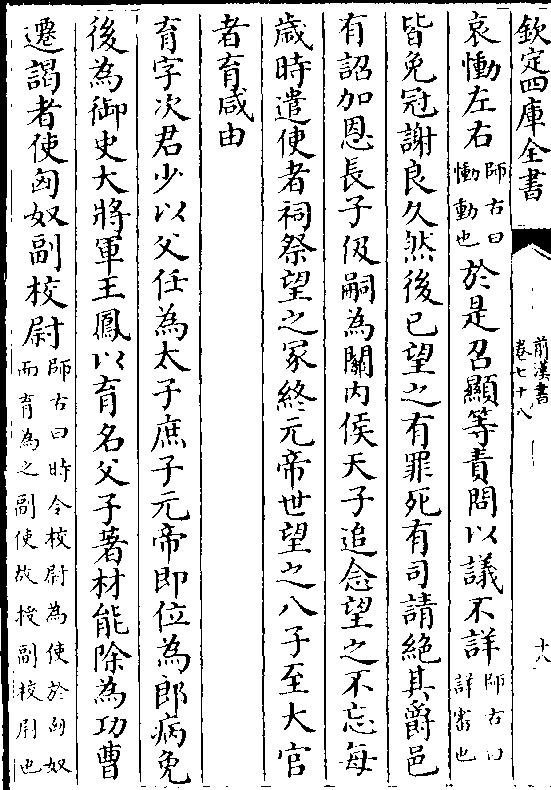 欽定四庫全書
前漢書
卷七十八
十八
哀慟左右師古曰慟動也於是召顯等責問以議不詳師古曰詳審也
皆免冠謝良久然後已望之有罪死有司請絶其爵邑
有詔加恩長子伋嗣為關内侯天子追念望之不忘每
歲時遣使者祠祭望之冢終元帝世望之八子至大官
者育咸由
育字次君少以父任為太子庶子元帝即位為郎病免
後為御史大將軍王鳳以育名父子著材能除為功曹
遷謁者使匈奴副校尉師古曰時令校尉為使於匈奴而育為之副使故授副校尉也